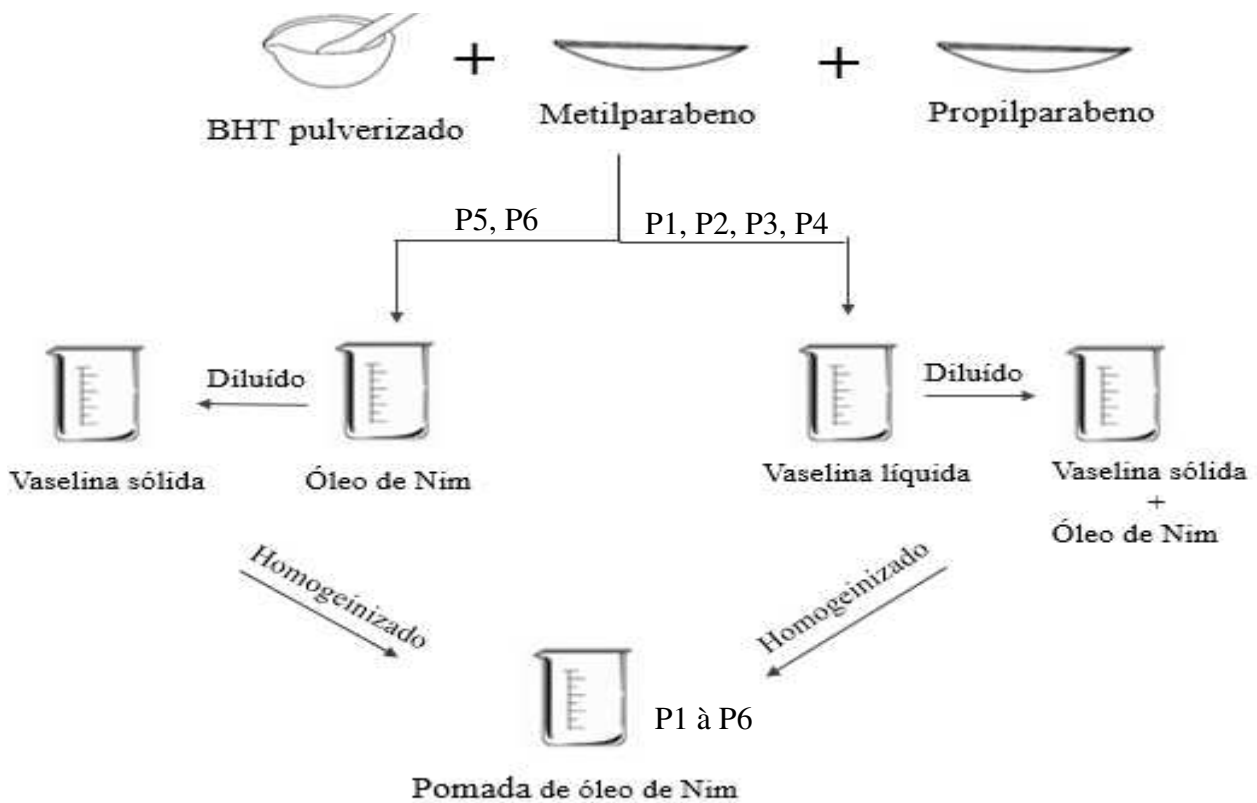 BHT pulverizado
+
Metilparabeno
+
Propilparabeno
P5, P6
P1, P2, P3, P4
Diluído
Diluído
Vaselina sólida
Óleo de Nim
Vaselina líquida
Vaselina sólida
+
Óleo de Nim
Homogeinizado
Homogeinizado
P1 à P6
Pomada de óleo de Nim